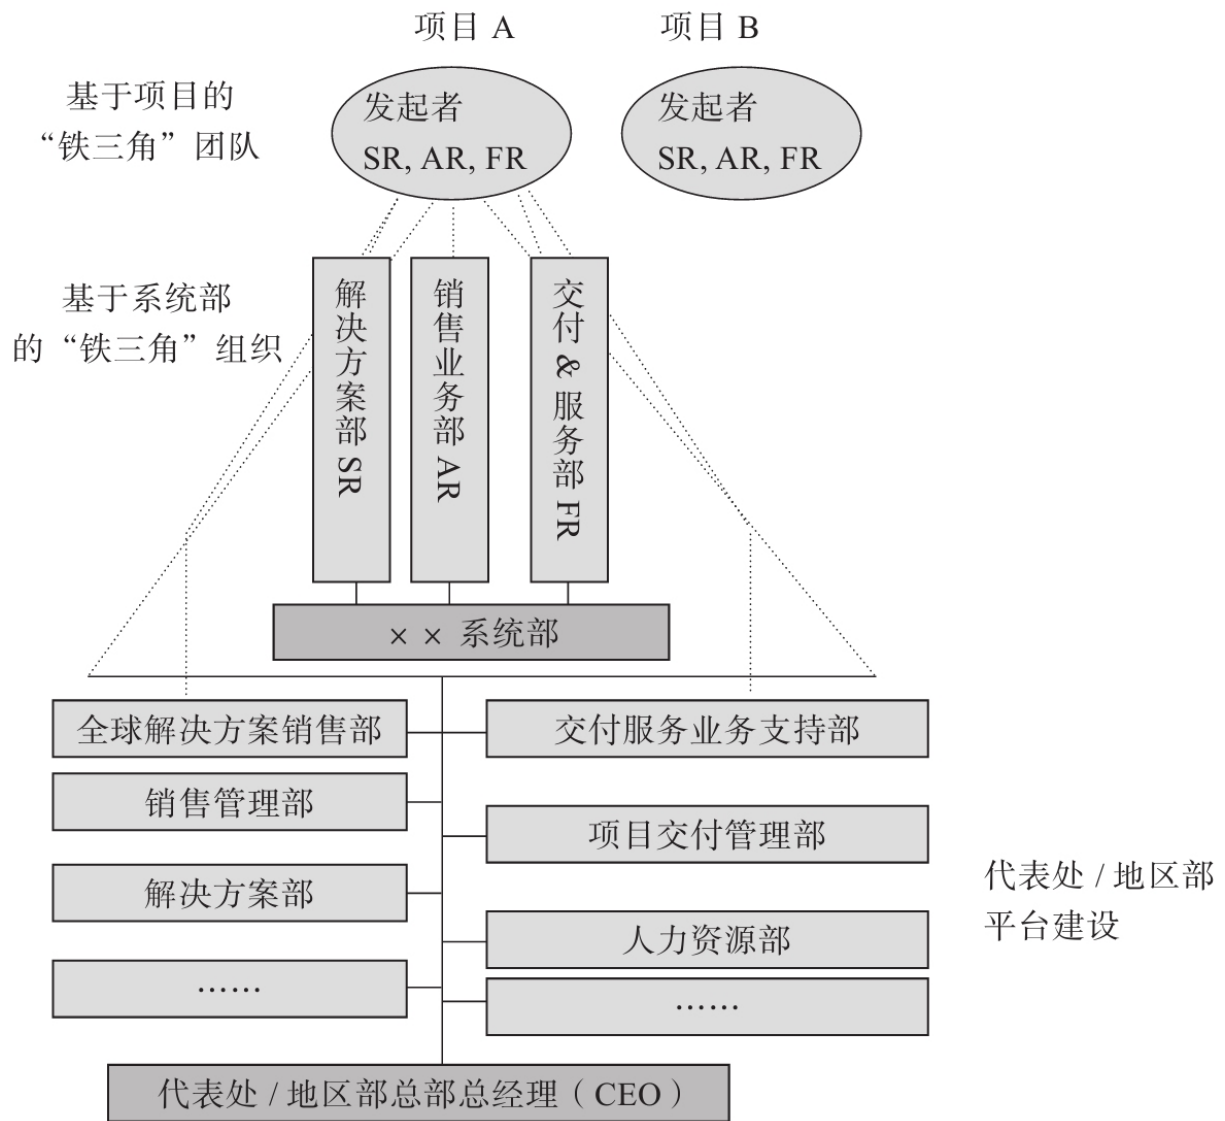 项目 A
项目 B
基于项目的
“铁三角”团队
发起者
SR, AR, FR
发起者
SR, AR, FR
基于系统部
的“铁三角”组织
解决方案部 SR
销售业务部 AR
交付 & 服务部 FR
× × 系统部
全球解决方案销售部
交付服务业务支持部
销售管理部
项目交付管理部
解决方案部
人力资源部
……
……
代表处 / 地区部
平台建设
代表处 / 地区部总部总经理（CEO）